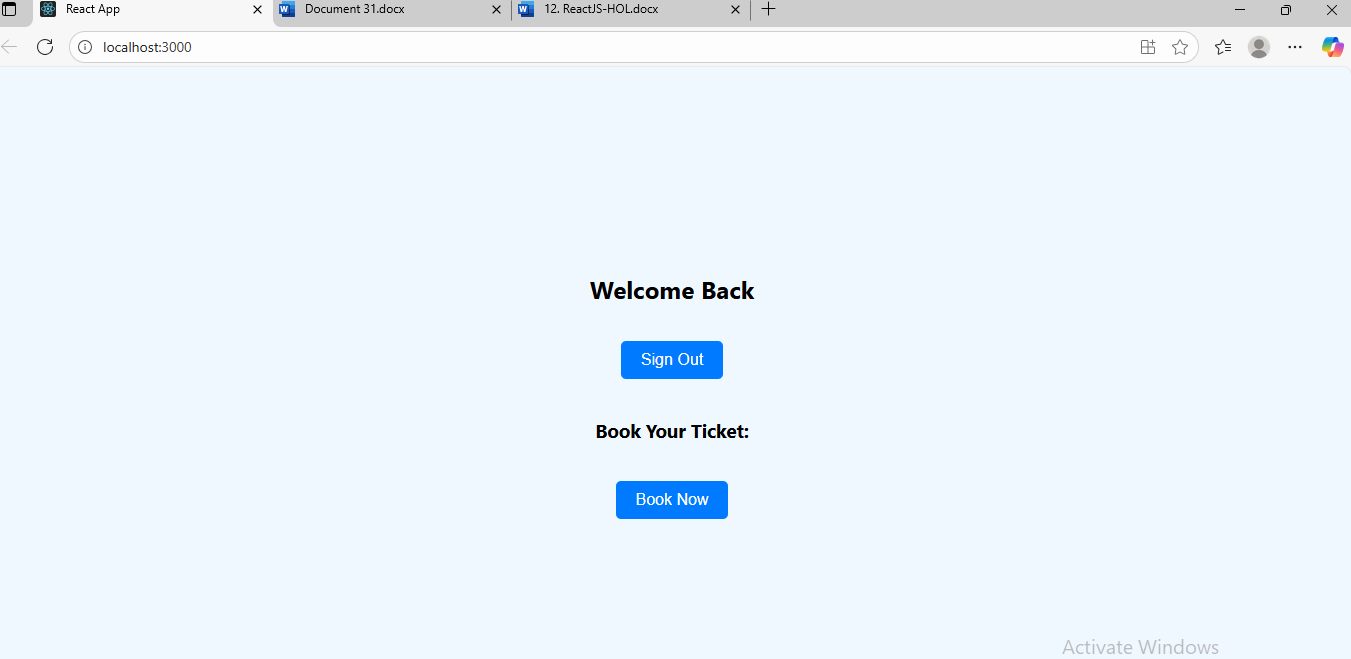 React App
Document 31.docx
12. ReactJS-HOL.docx
localhost:3000
Welcome Back
Sign Out
Book Your Ticket:
Book Now
Activate Windows